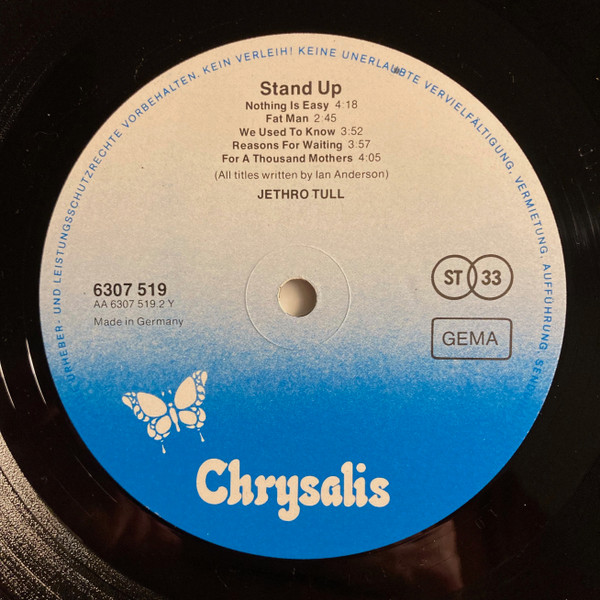 URHEBER- UND LEISTUNGSSCHUTZRECHTE VORBEHALTEN. KEIN VERLEIH! KEINE UNERLAUBTE VERVIELFÄLTIGUNG, VERMIETUNG, AUFFÜHRUNG, SEND
Stand Up
Nothing Is Easy 4:18
Fat Man 2:45
We Used To Know 3:52
Reasons For Waiting 3:57
For A Thousand Mothers 4:05
(All titles written by Ian Anderson)
JETHRO TULL
6307 519
AA 6307 519.2 Y
Made in Germany
ST 33
GEMA
Chrysalis